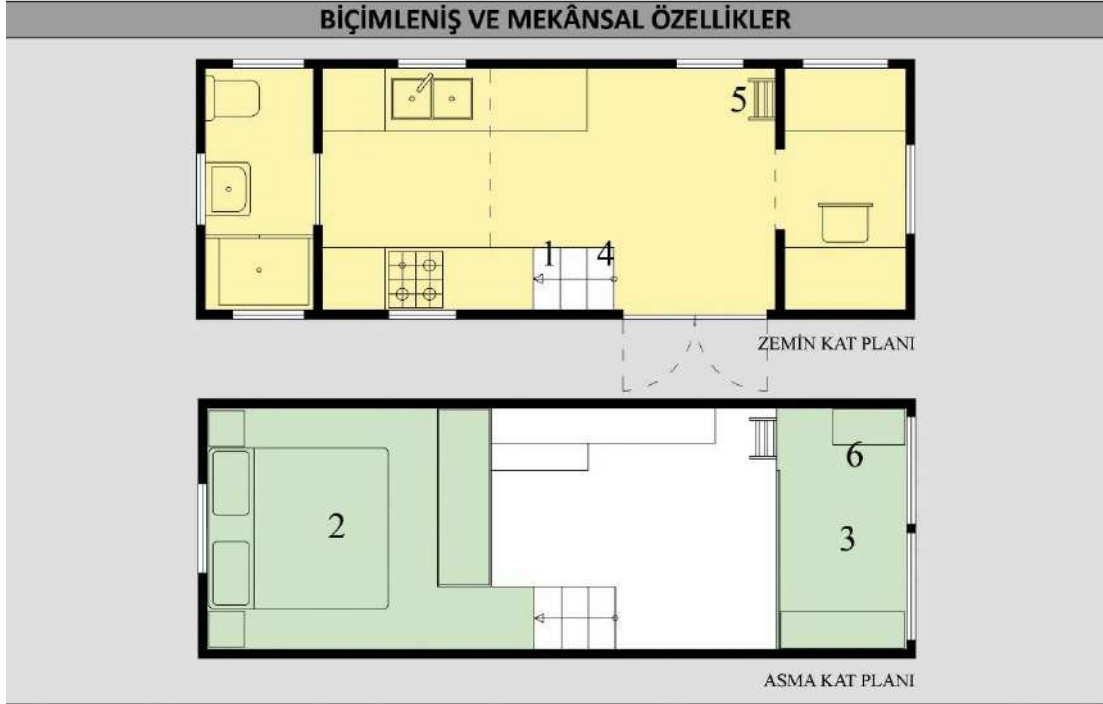 BİÇİMLENİŞ VE MEKÂNSAL ÖZELLİKLER
5
1 4
ZEMİN KAT PLANI
6
2
3
ASMA KAT PLANI